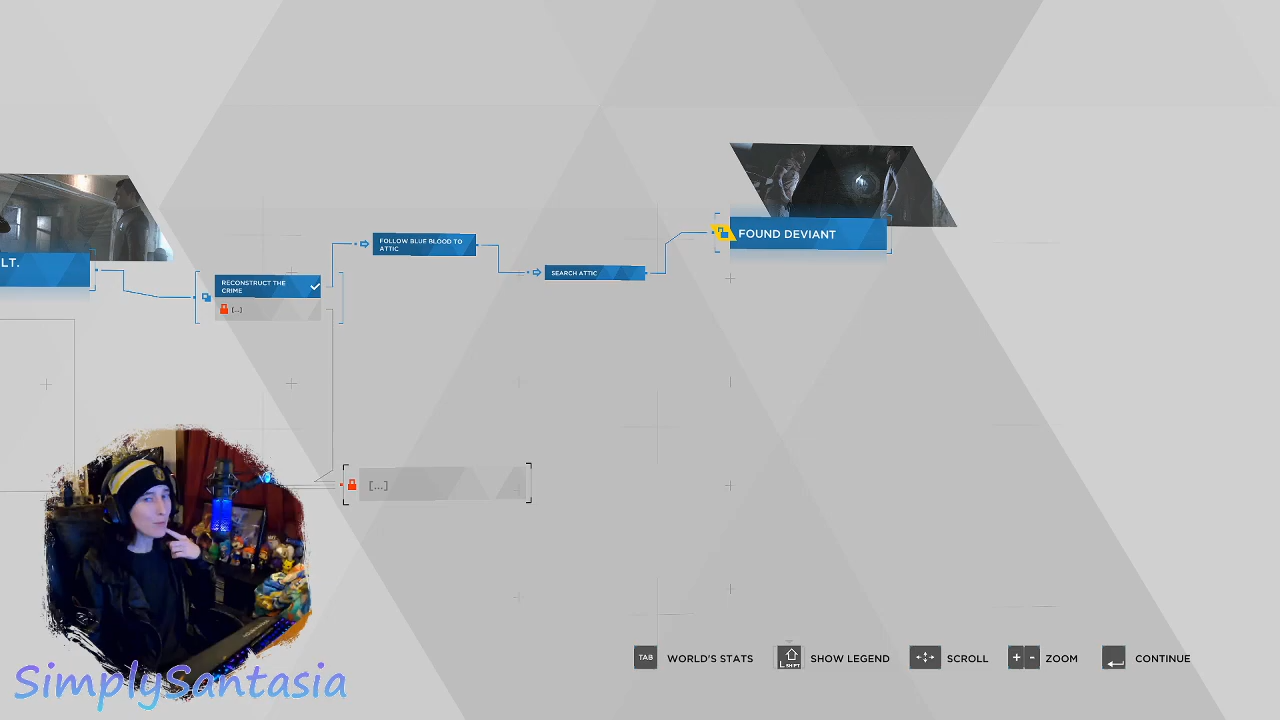 FOUND DEVIANT
FOLLOW BLUE BLOOD TO
ATTIC
LT.
SEARCH ATTIC
RECONSTRUCT THE
CRIME
[...]
[...]
TAB WORLD'S STATS
L SHIFT SHOW LEGEND
SCROLL
+ - ZOOM
CONTINUE
SimplySantasia